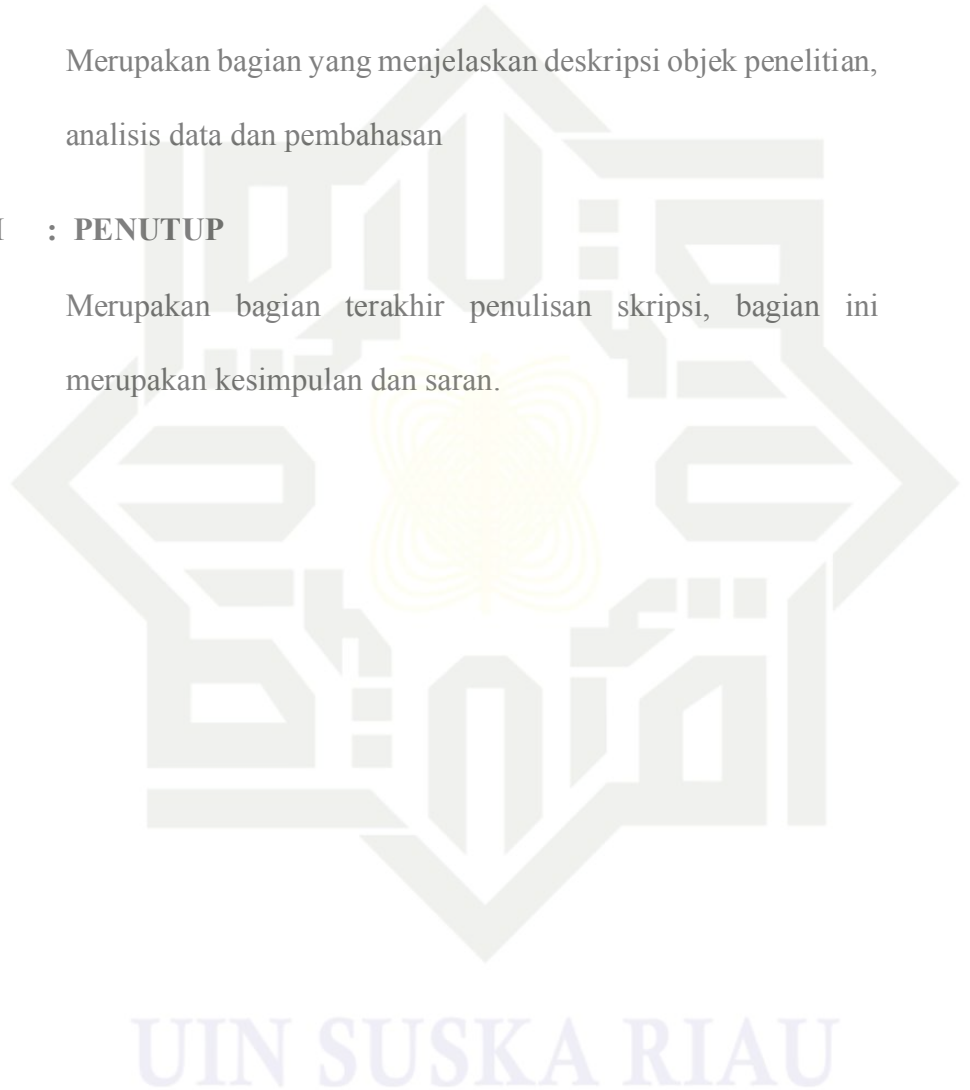 Merupakan bagian yang menjelaskan deskripsi objek penelitian,
analisis data dan pembahasan
I : PENUTUP
Merupakan bagian terakhir penulisan skripsi, bagian ini
merupakan kesimpulan dan saran.
UIN SUSKA RIAU